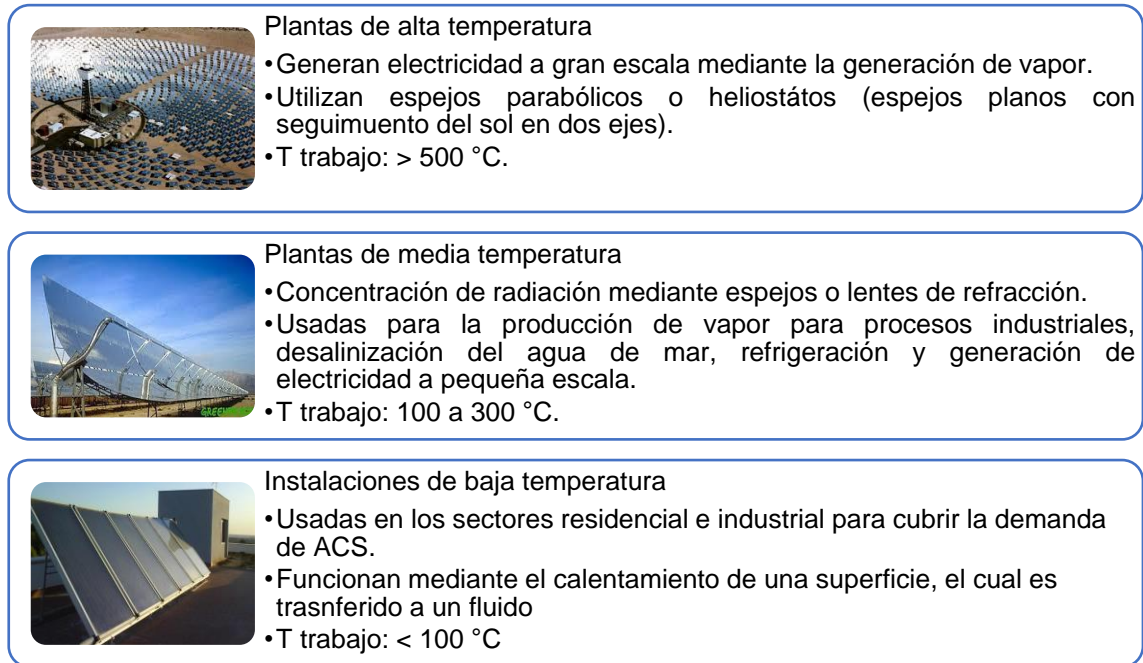 Plantas de alta temperatura
•Generan electricidad a gran escala mediante la generación de vapor.
•Utilizan espejos parabólicos o heliostátos (espejos planos con
seguimuento del sol en dos ejes).
•T trabajo: > 500 °C.
Plantas de media temperatura
•Concentración de radiación mediante espejos o lentes de refracción.
•Usadas para la producción de vapor para procesos industriales,
desalinización del agua de mar, refrigeración y generación de
electricidad a pequeña escala.
•T trabajo: 100 a 300 °C.
Instalaciones de baja temperatura
•Usadas en los sectores residencial e industrial para cubrir la demanda
de ACS.
•Funcionan mediante el calentamiento de una superficie, el cual es
trasnferido a un fluido
•T trabajo: < 100 °C